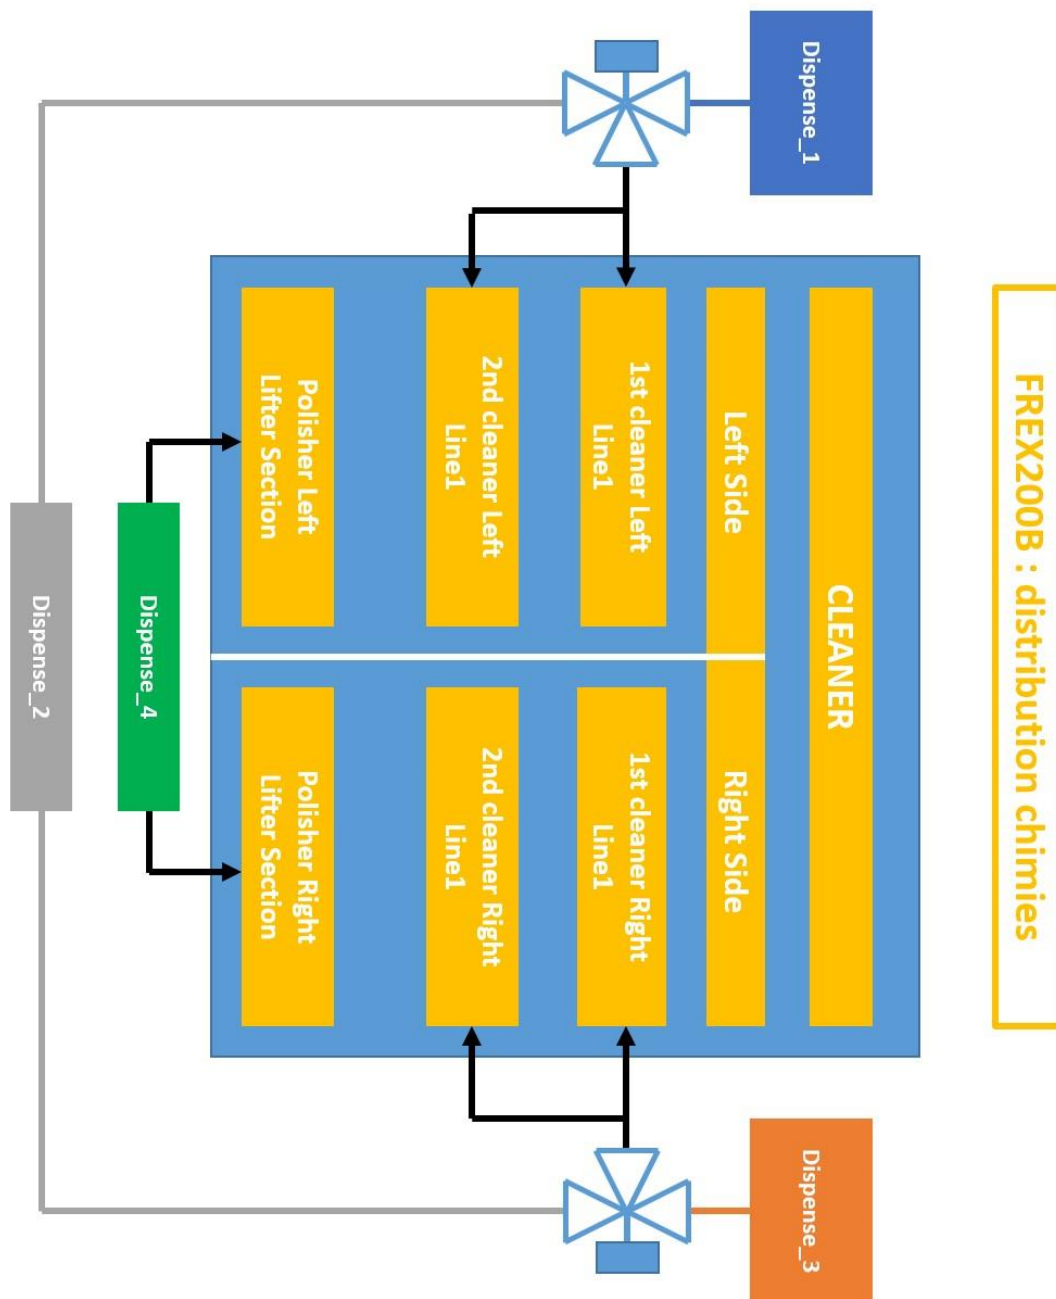 FREX200B : distribution chimies
Dispense_1
CLEANER
Dispense_3
Left Side
Right Side
1st cleaner Left
Line1
1st cleaner Right
Line1
2nd cleaner Left
Line1
2nd cleaner Right
Line1
Polisher Left
Lifter Section
Polisher Right
Lifter Section
Dispense_4
Dispense_2